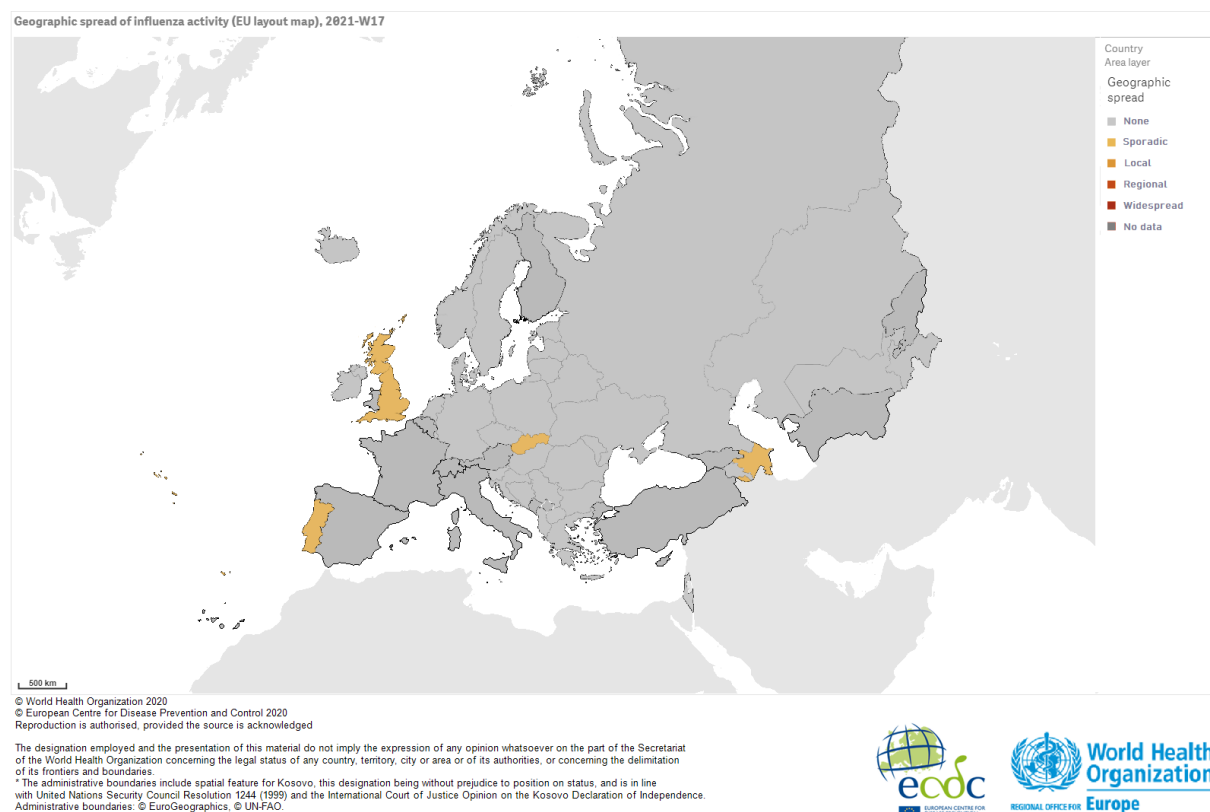 Geographic spread of influenza activity (EU layout map), 2021-W17
Country
Area layer
Geographic
spread
None
Sporadic
Local
Regional
Widespread
No data
500 km
© World Health Organization 2020
© European Centre for Disease Prevention and Control 2020
Reproduction is authorised, provided the source is acknowledged
The designation employed and the presentation of this material do not imply the expression of any opinion whatsoever on the part of the Secretariat
of the World Health Organization concerning the legal status of any country, territory, city or area or of its authorities, or concerning the delimitation
of its frontiers and boundaries.
* The administrative boundaries include spatial feature for Kosovo, this designation being without prejudice to position on status, and is in line
with United Nations Security Council Resolution 1244 (1999) and the International Court of Justice Opinion on the Kosovo Declaration of Independence.
Administrative boundaries: © EuroGeographics, © UN-FAO.
ecdc
EUROPEAN CENTRE FOR
World Health
Organization
REGIONAL OFFICE FOR Europe